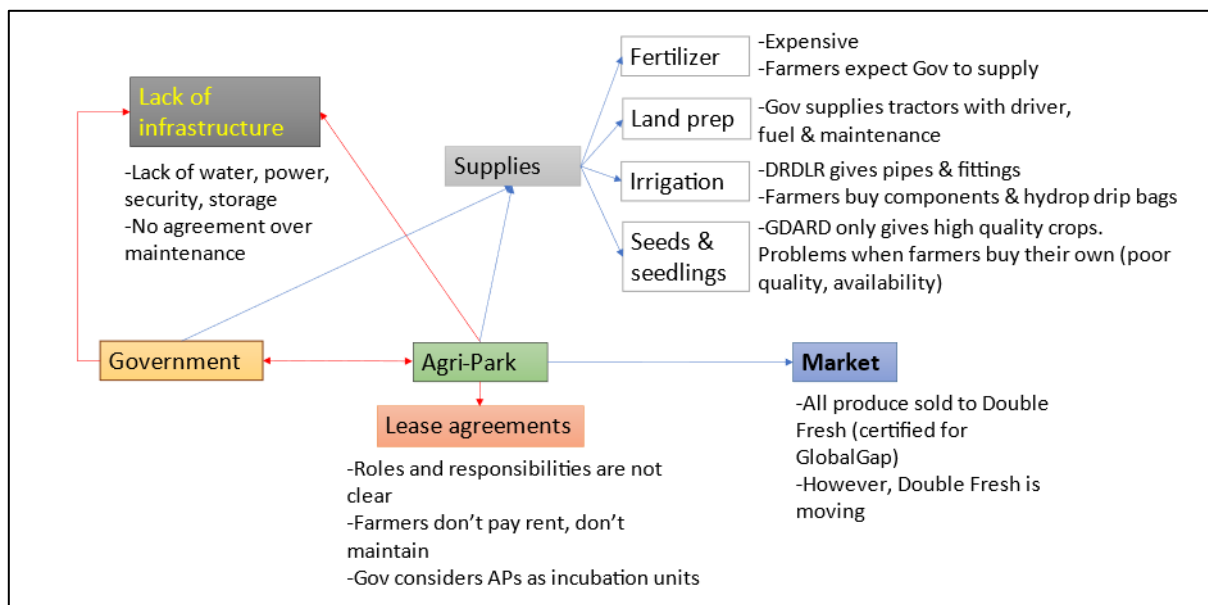 Lack of
infrastructure
-Lack of water, power,
security, storage
-No agreement over
maintenance
Supplies
Fertilizer
-Expensive
-Farmers expect Gov to supply
Land prep
-Gov supplies tractors with driver,
fuel & maintenance
Irrigation
-DRDLR gives pipes & fittings
-Farmers buy components & hydrop drip bags
Seeds &
seedlings
-GDARD only gives high quality crops.
Problems when farmers buy their own (poor
quality, availability)
Government
Agri-Park
Market
-All produce sold to Double
Fresh (certified for
GlobalGap)
-However, Double Fresh is
moving
Lease agreements
-Roles and responsibilities are not
clear
-Farmers don’t pay rent, don’t
maintain
-Gov considers APs as incubation units